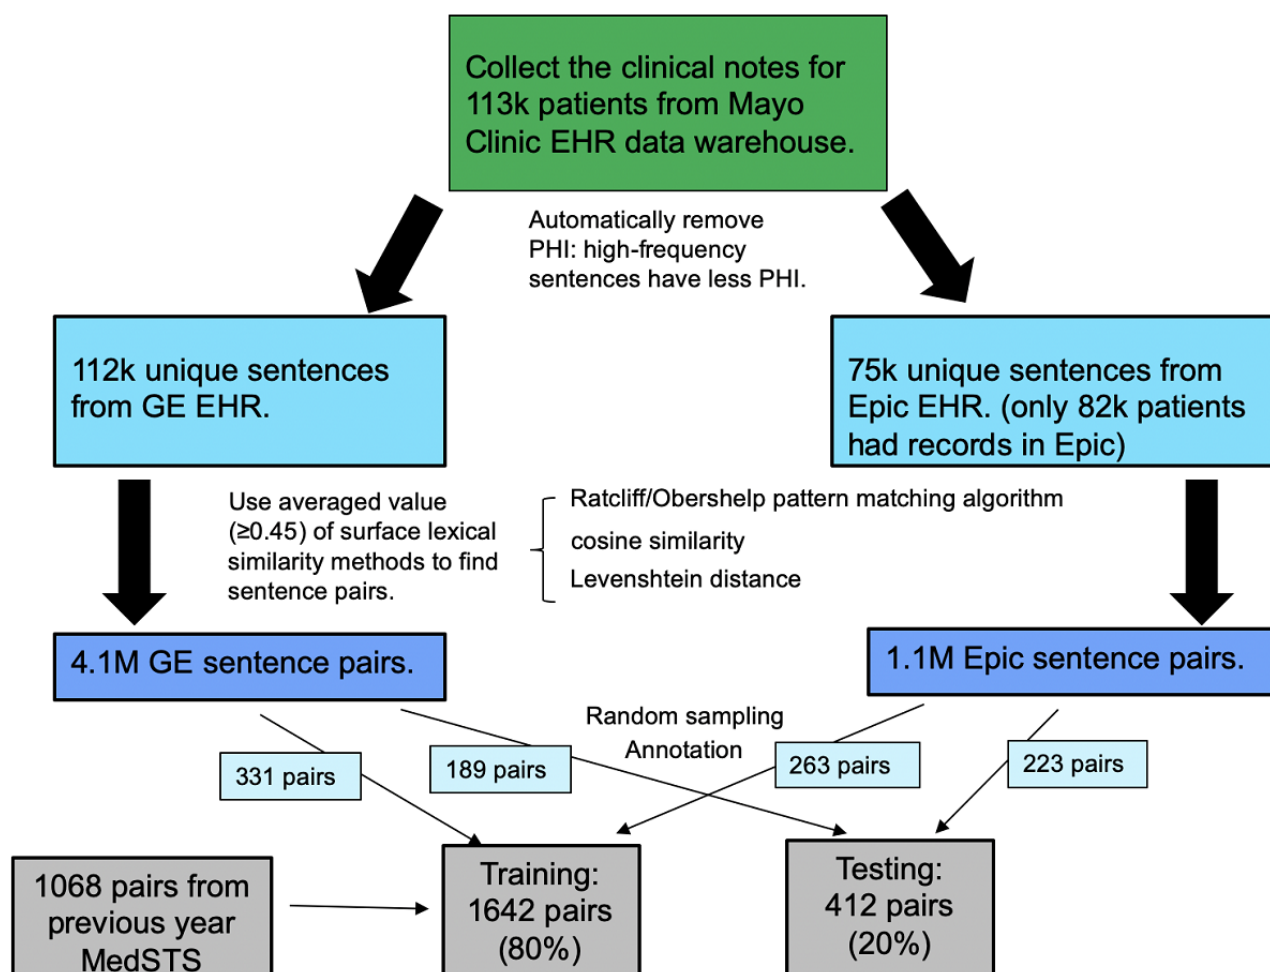 Collect the clinical notes for
113k patients from Mayo
Clinic EHR data warehouse.
Automatically remove
PHI: high-frequency
sentences have less PHI.
112k unique sentences
from GE EHR.
75k unique sentences from
Epic EHR. (only 82k patients
had records in Epic)
Use averaged value
(≥0.45) of surface lexical
similarity methods to find
sentence pairs.
Ratcliff/Obershelp pattern matching algorithm
cosine similarity
Levenshtein distance
4.1M GE sentence pairs.
1.1M Epic sentence pairs.
Random sampling
Annotation
331 pairs
189 pairs
263 pairs
223 pairs
1068 pairs from
previous year
MedSTS
Training:
1642 pairs
(80%)
Testing:
412 pairs
(20%)